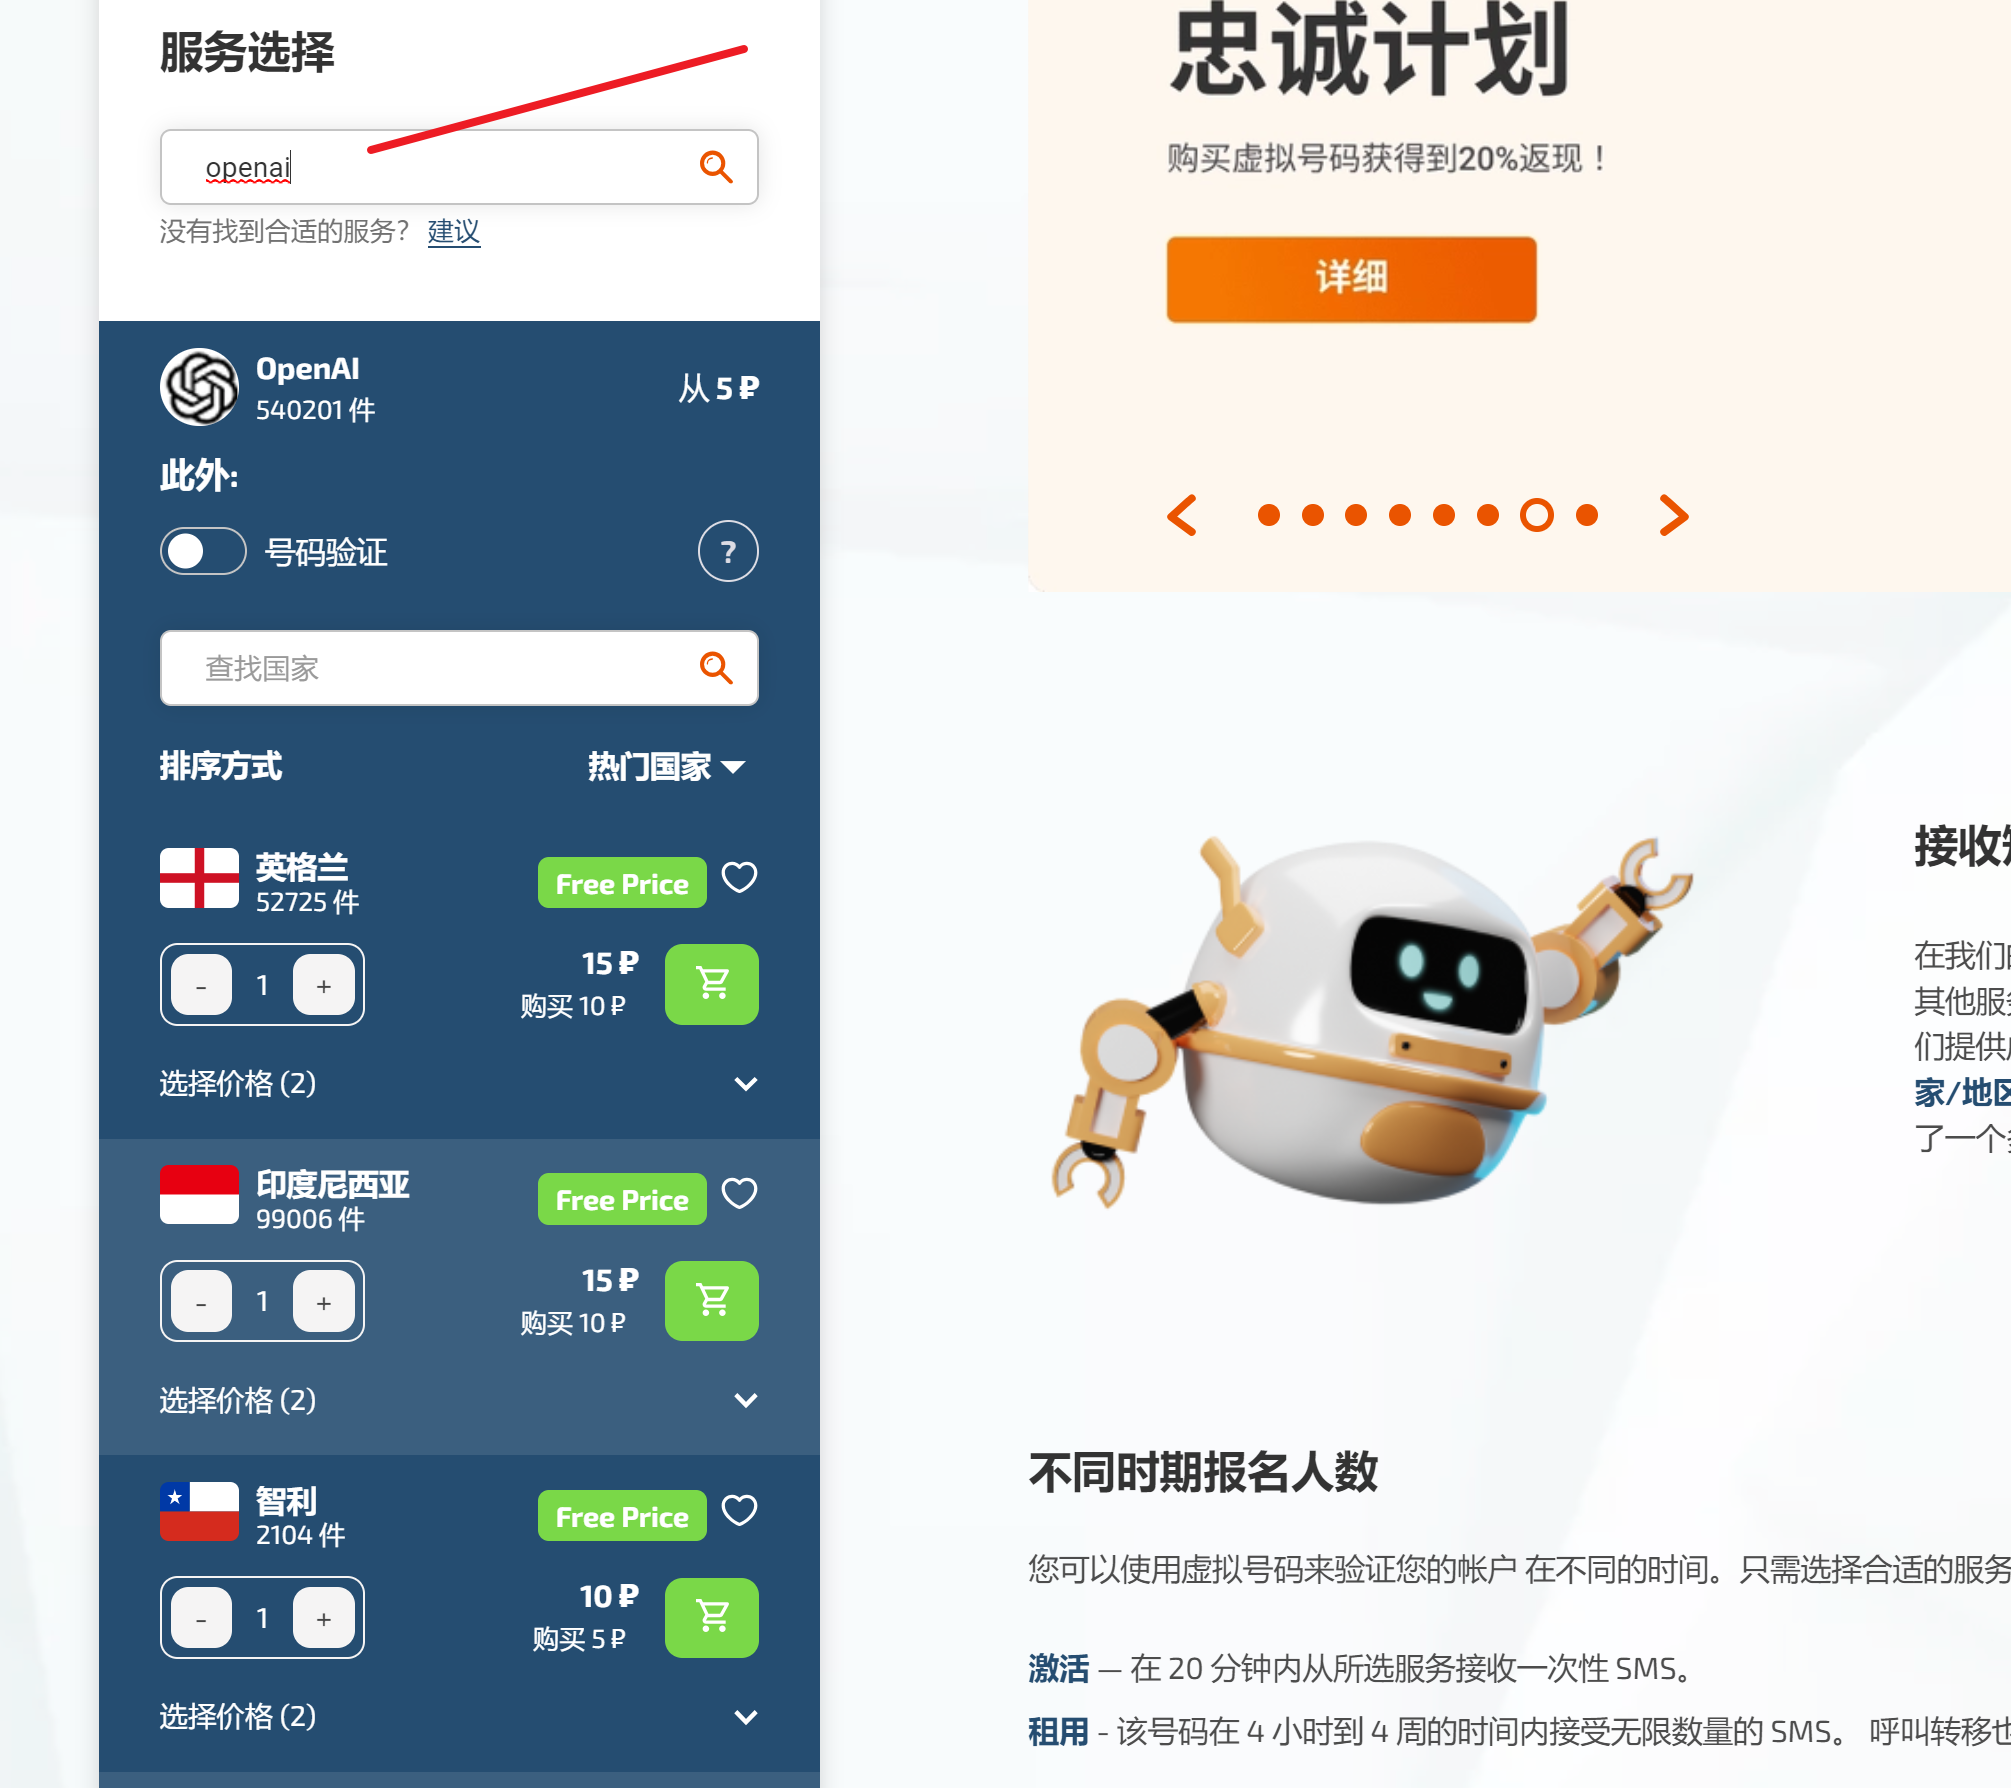 服务选择
openai
没有找到合适的服务? 建议
OpenAI
540201 件
从 5 ₽
此外:
号码验证
?
查找国家
排序方式
热门国家
英格兰
52725 件
Free Price
- 1 +
15 ₽
购买 10 ₽
选择价格 (2)
印度尼西亚
99006 件
Free Price
- 1 +
15 ₽
购买 10 ₽
选择价格 (2)
智利
2104 件
Free Price
- 1 +
10 ₽
购买 5 ₽
选择价格 (2)
忠诚计划
购买虚拟号码获得到20%返现！
详细
接收
在我们
其他服
们提供
家/地区
了一个
不同时期报名人数
您可以使用虚拟号码来验证您的帐户 在不同的时间。只需选择合适的服务
激活 — 在 20 分钟内从所选服务接收一次性 SMS。
租用 - 该号码在 4 小时到 4 周的时间内接受无限数量的 SMS。 呼叫转移也